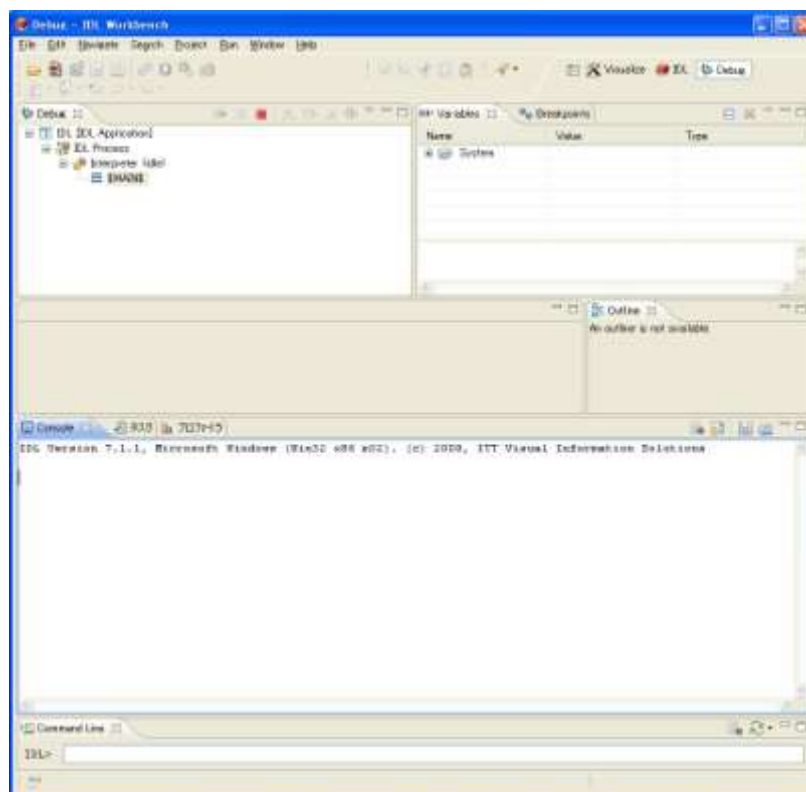 Debug - IDL Workbench
File Edit Navigate Search Project Run Window Help
Visualize IDL Debug
Debug
IDL [IDL Application]
IDL Process
Interpreter [idle]
$MAIN$
Variables Breakpoints
Name Value Type
System
Outline
An outline is not available.
Console
IDL Version 7.1.1, Microsoft Windows (Win32 x86 m32). (c) 2009, ITT Visual Information Solutions
Command Line
IDL>